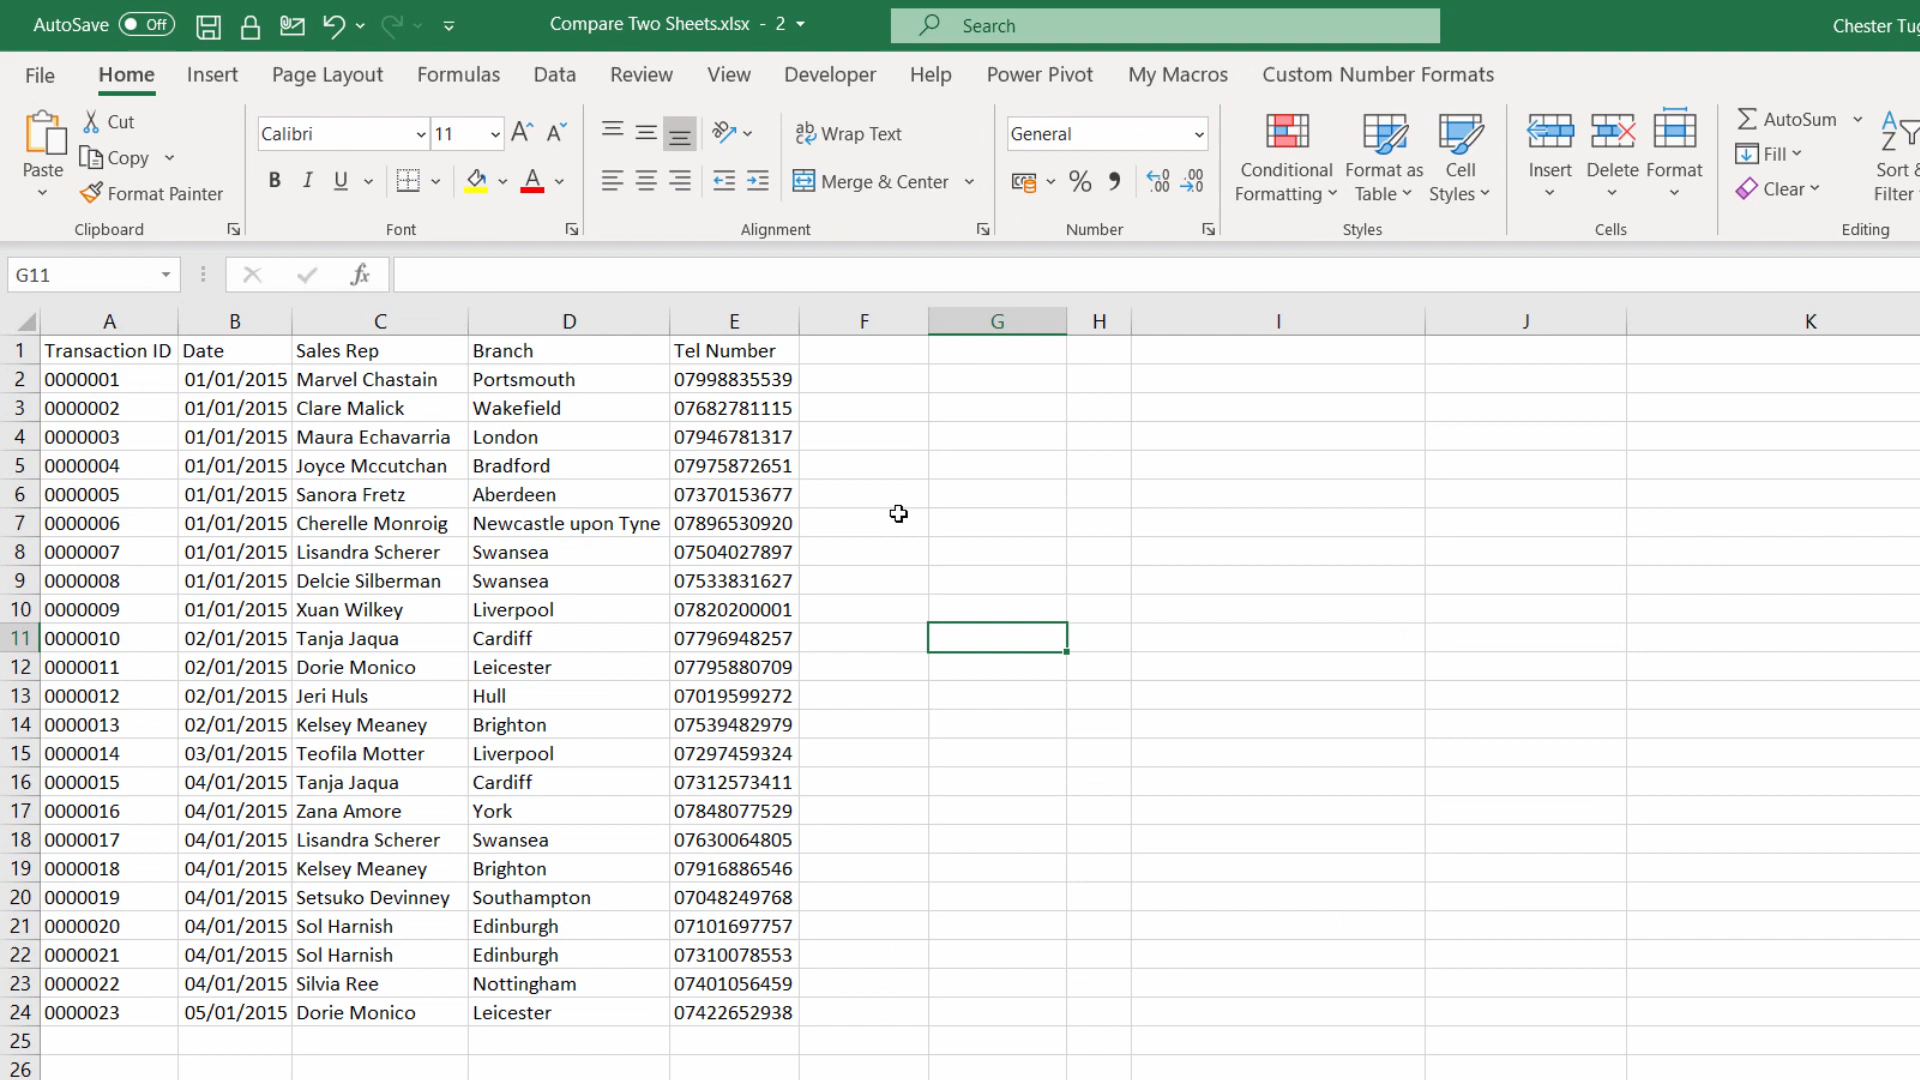 AutoSave Off Compare Two Sheets.xlsx - 2 Search Chester Tug
File Home Insert Page Layout Formulas Data Review View Developer Help Power Pivot My Macros Custom Number Formats
Paste Cut Copy Format Painter Clipboard
Calibri 11 B I U A Font
ab Wrap Text Merge & Center Alignment
General % Number
Conditional Formatting Format as Table Cell Styles Styles
Insert Delete Format Cells
AutoSum Fill Clear Sort & Filter Editing
G11 fx
A B C D E F G H I J K
1 Transaction ID Date Sales Rep Branch Tel Number
2 0000001 01/01/2015 Marvel Chastain Portsmouth 07998835539
3 0000002 01/01/2015 Clare Malick Wakefield 07682781115
4 0000003 01/01/2015 Maura Echavarria London 07946781317
5 0000004 01/01/2015 Joyce Mccutchan Bradford 07975872651
6 0000005 01/01/2015 Sanora Fretz Aberdeen 07370153677
7 0000006 01/01/2015 Cherelle Monroig Newcastle upon Tyne 07896530920
8 0000007 01/01/2015 Lisandra Scherer Swansea 07504027897
9 0000008 01/01/2015 Delcie Silberman Swansea 07533831627
10 0000009 01/01/2015 Xuan Wilkey Liverpool 07820200001
11 0000010 02/01/2015 Tanja Jaqua Cardiff 07796948257
12 0000011 02/01/2015 Dorie Monico Leicester 07795880709
13 0000012 02/01/2015 Jeri Huls Hull 07019599272
14 0000013 02/01/2015 Kelsey Meaney Brighton 07539482979
15 0000014 03/01/2015 Teofila Motter Liverpool 07297459324
16 0000015 04/01/2015 Tanja Jaqua Cardiff 07312573411
17 0000016 04/01/2015 Zana Amore York 07848077529
18 0000017 04/01/2015 Lisandra Scherer Swansea 07630064805
19 0000018 04/01/2015 Kelsey Meaney Brighton 07916886546
20 0000019 04/01/2015 Setsuko Devinney Southampton 07048249768
21 0000020 04/01/2015 Sol Harnish Edinburgh 07101697757
22 0000021 04/01/2015 Sol Harnish Edinburgh 07310078553
23 0000022 04/01/2015 Silvia Ree Nottingham 07401056459
24 0000023 05/01/2015 Dorie Monico Leicester 07422652938
25
26